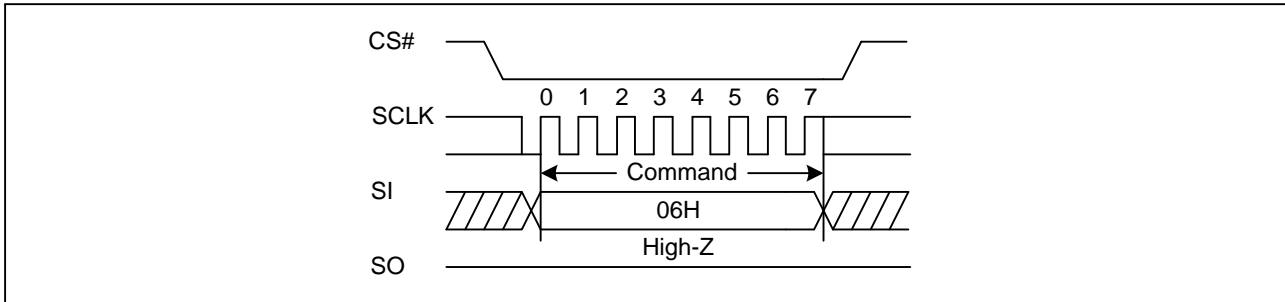 CS#
0 1 2 3 4 5 6 7
SCLK
Command
SI
06H
High-Z
SO